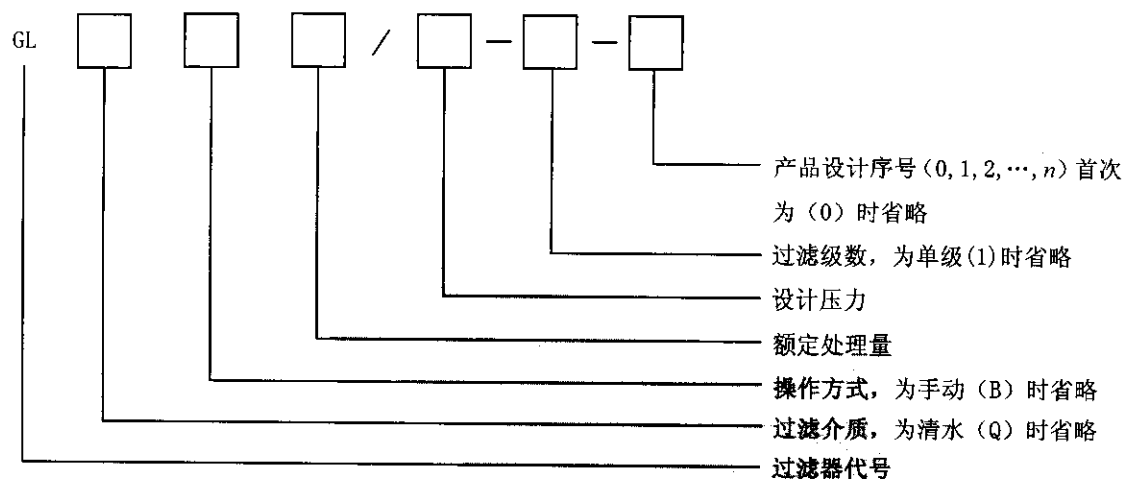 GL / — —
产品设计序号(0,1,2,…,n)首次
为(0)时省略
过滤级数，为单级(1)时省略
设计压力
额定处理量
操作方式，为手动（B）时省略
过滤介质，为清水（Q）时省略
过滤器代号